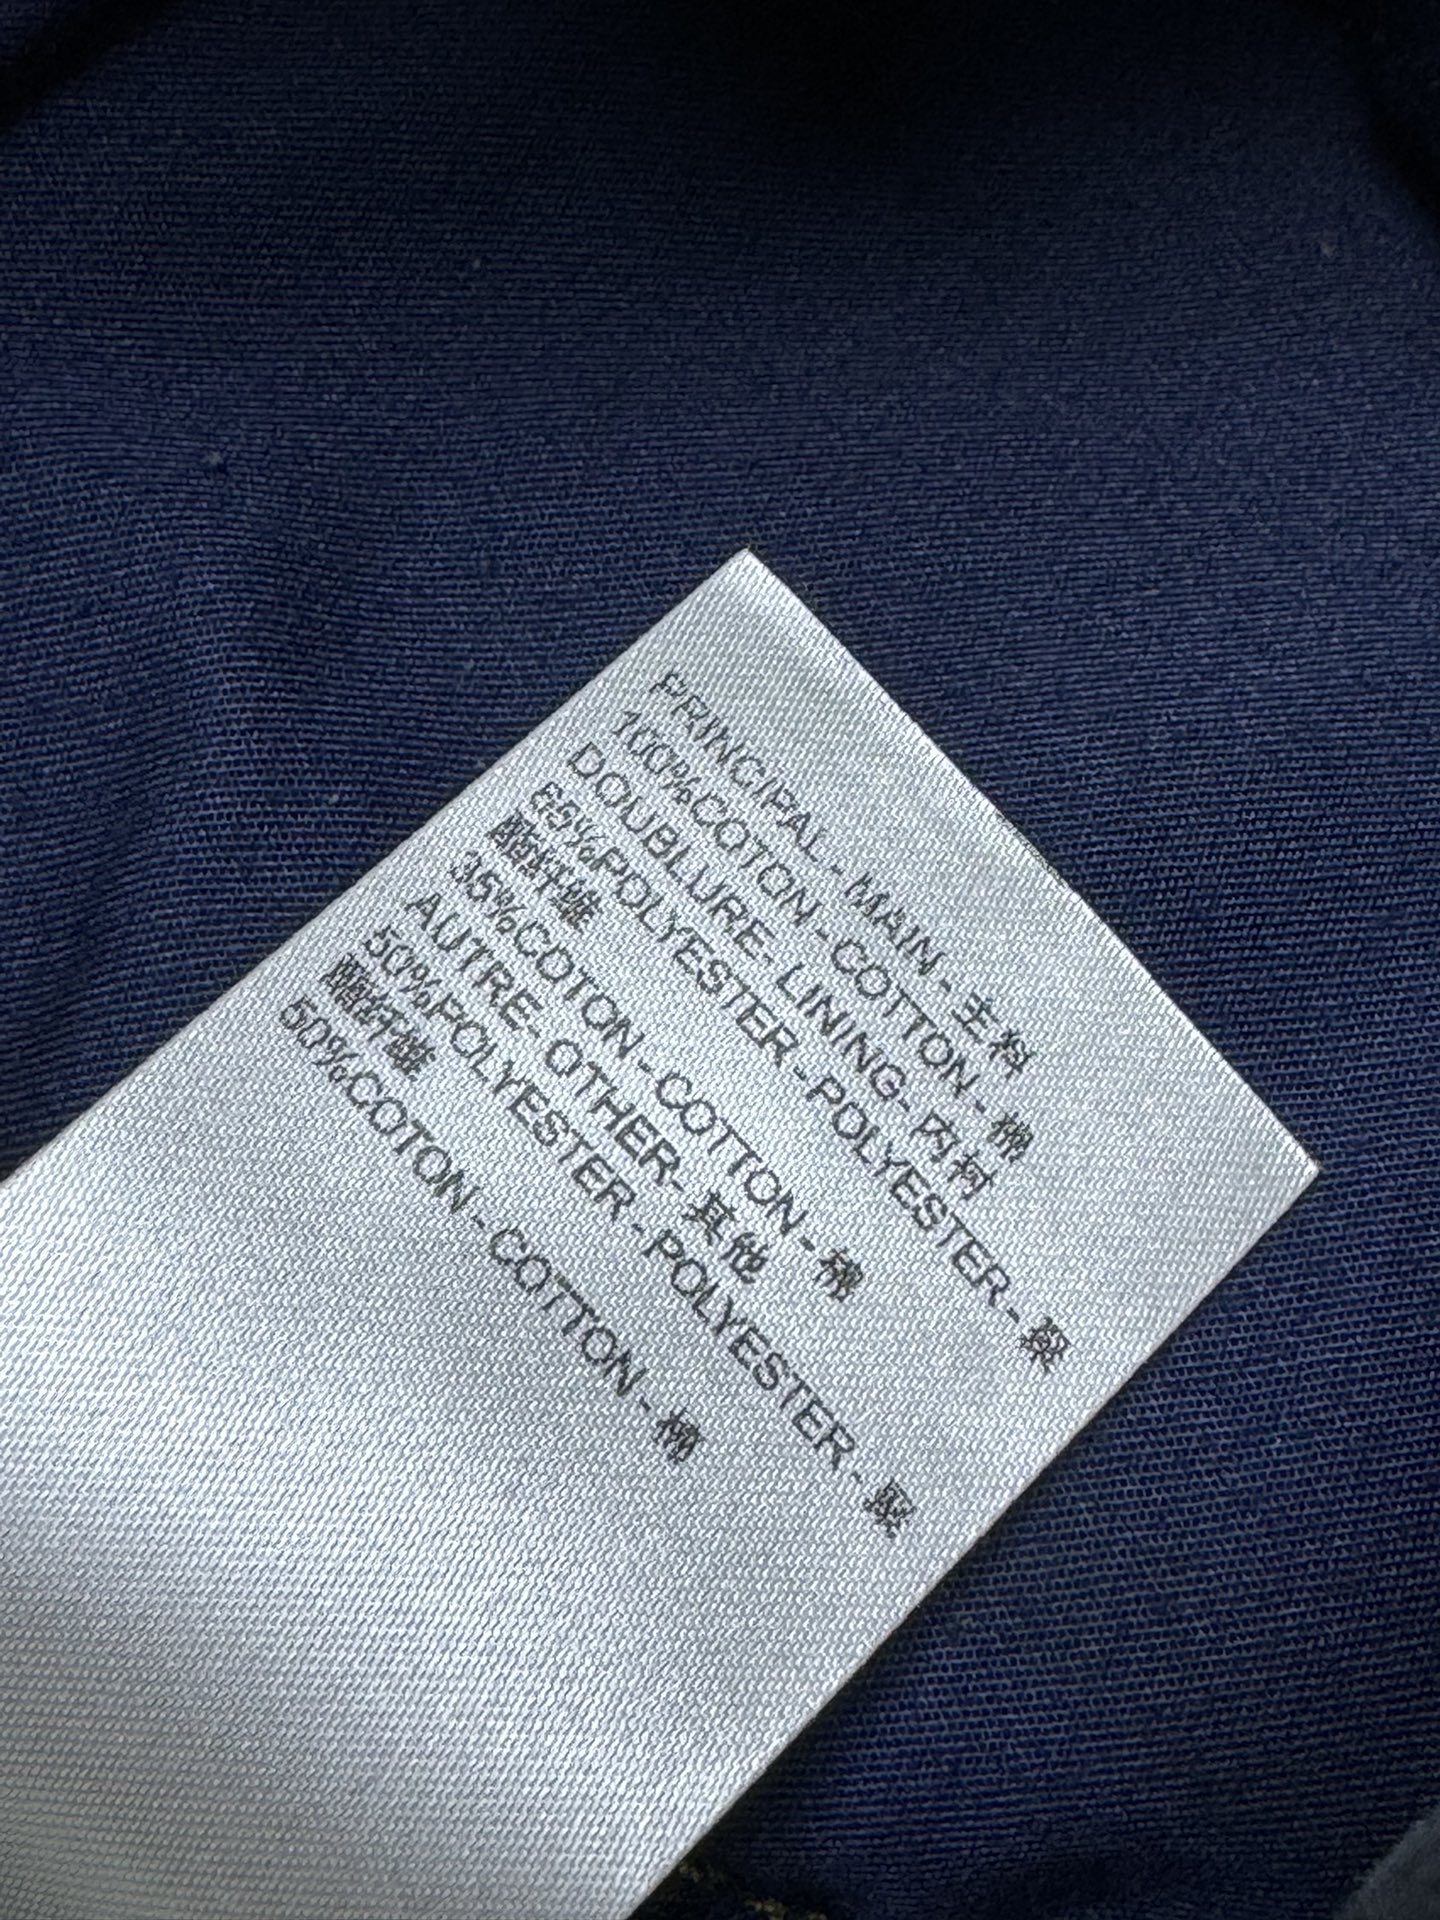 PRINCIPAL - MAIN - 主料
100%COTON - COTTON - 棉
DOUBLURE- LINING- 内衬
65%POLYESTER - POLYESTER - 聚
酯纤维
35%COTON - COTTON - 棉
AUTRE- OTHER- 其他
50%POLYESTER - POLYESTER - 聚
酯纤维
50%COTON - COTTON - 棉